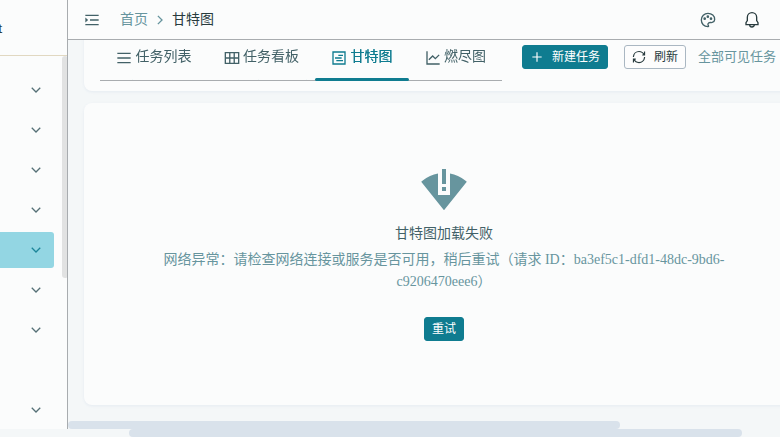 t
首页 > 甘特图
任务列表 任务看板 甘特图 燃尽图 + 新建任务 刷新 全部可见任务
甘特图加载失败
网络异常：请检查网络连接或服务是否可用，稍后重试（请求 ID：ba3ef5c1-dfd1-48dc-9bd6-
c9206470eee6）
重试